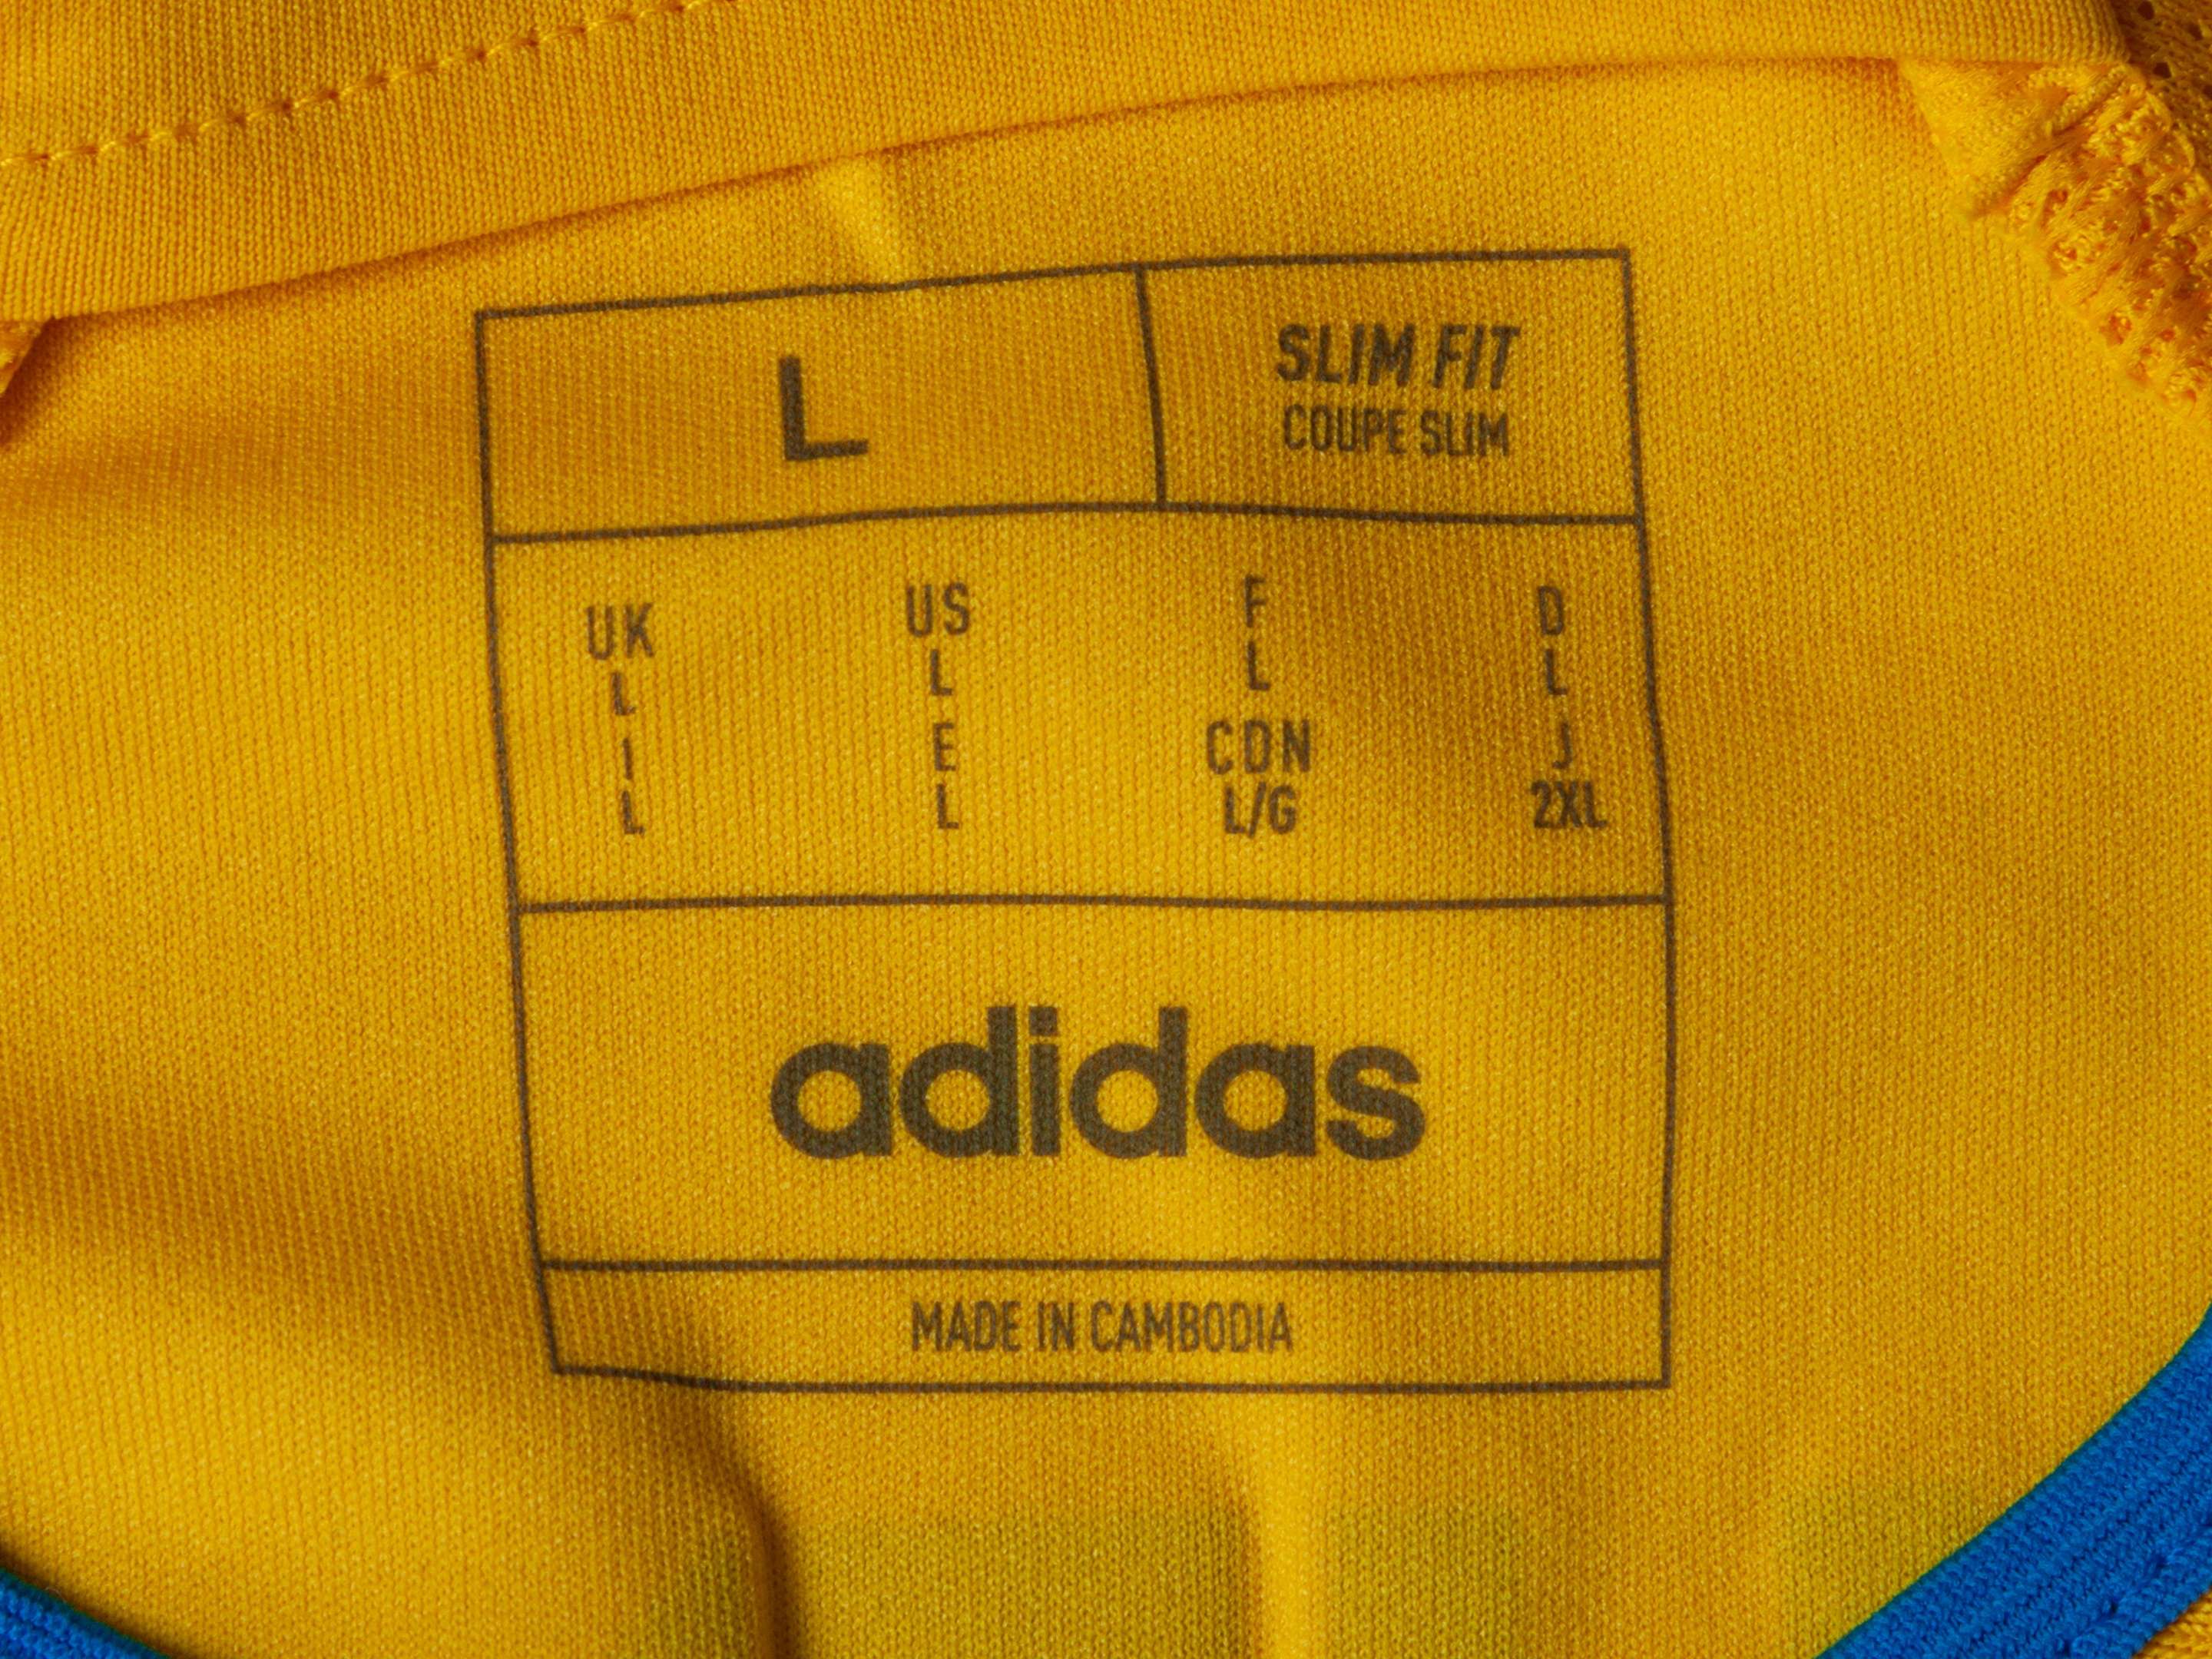 L
SLIM FIT
COUPE SLIM
UK US F D
L L L L
I E CDN J
L L L/G 2XL
adidas
MADE IN CAMBODIA